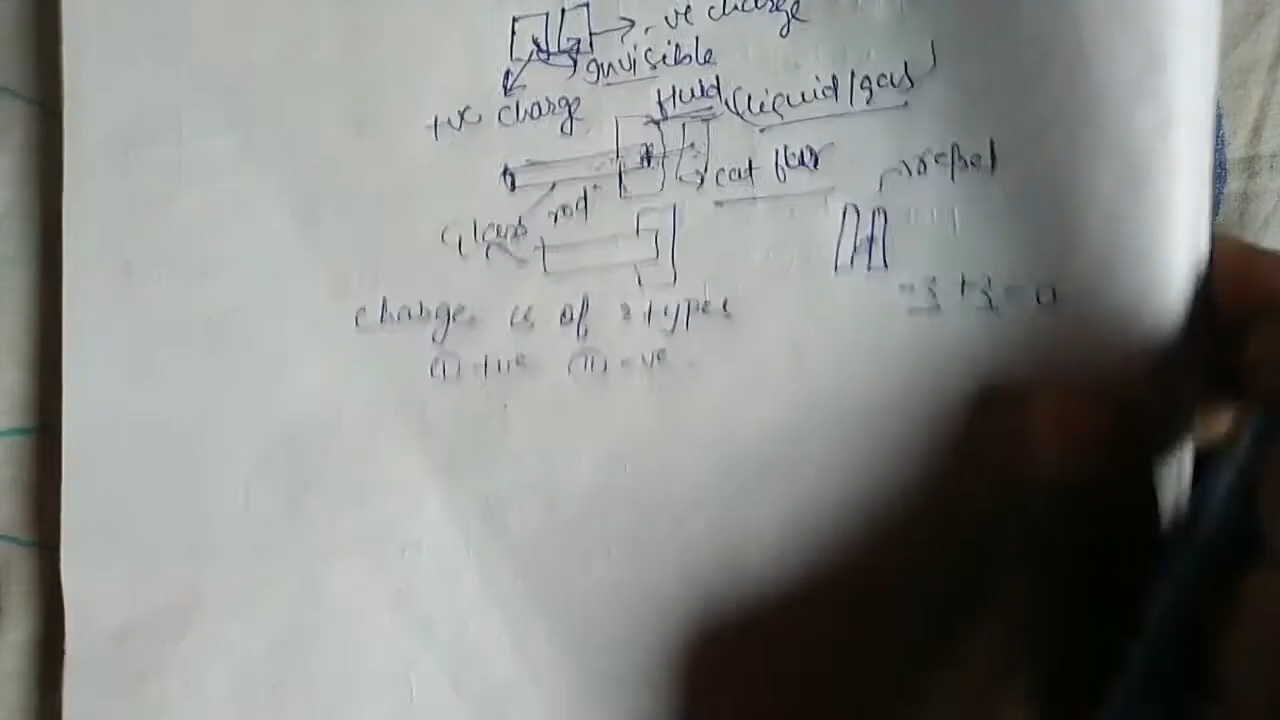 -ve charge
invisible
+ve charge
fluid (liquid/gas)
cat fur
repel
Glass rod
charge is of 2 types
(i) +ve (ii) -ve